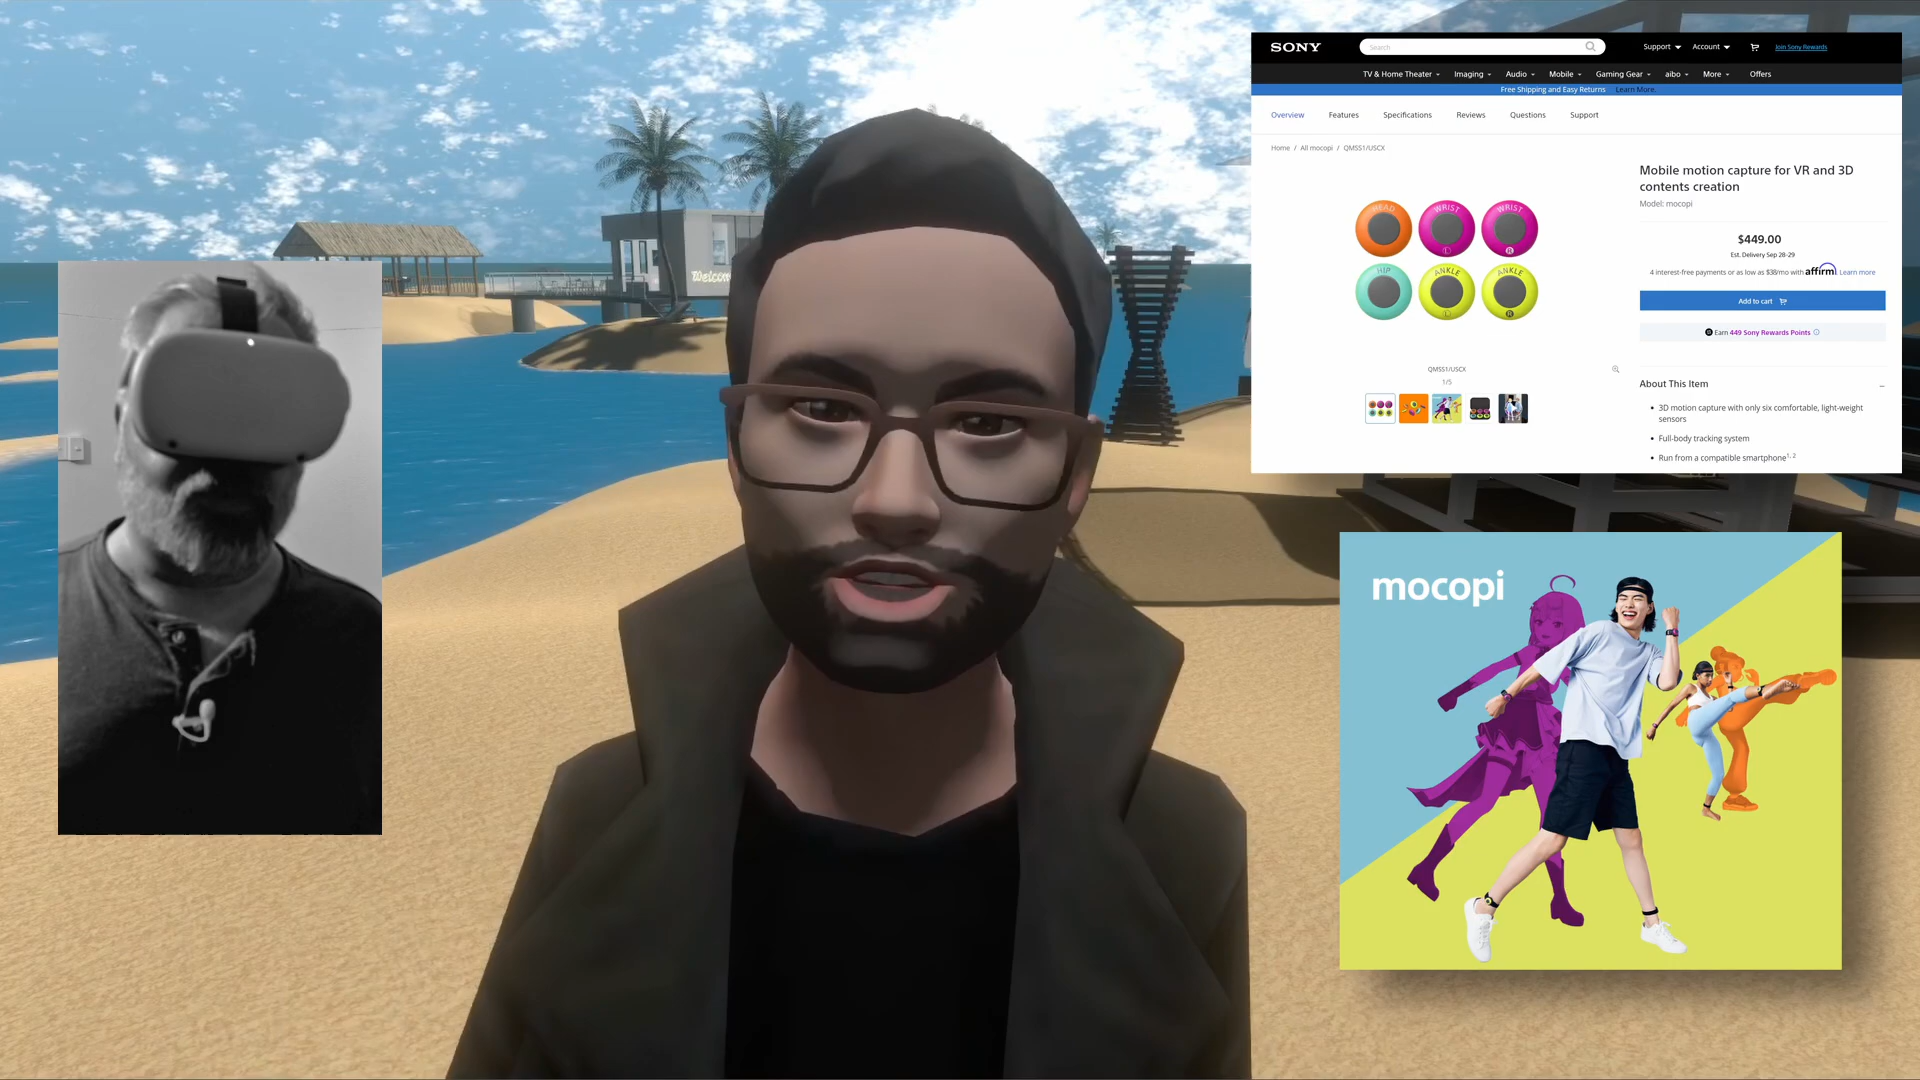 SONY
Search
Support
Account
Join Sony Rewards
TV & Home Theater
Imaging
Audio
Mobile
Gaming Gear
aibo
More
Offers
Free Shipping and Easy Returns Learn More.
Overview
Features
Specifications
Reviews
Questions
Support
Home / All mocopi / QMSS1/USCX
Mobile motion capture for VR and 3D
contents creation
Model: mocopi
$449.00
Est. Delivery Sep 28-29
4 interest-free payments or as low as $38/mo with affirm. Learn more
Add to cart
Earn 449 Sony Rewards Points
HEAD
WRIST
L
WRIST
R
HIP
ANKLE
L
ANKLE
R
QMSS1/USCX
1/5
About This Item
• 3D motion capture with only six comfortable, light-weight
sensors
• Full-body tracking system
• Run from a compatible smartphone1, 2
Welcome
mocopi